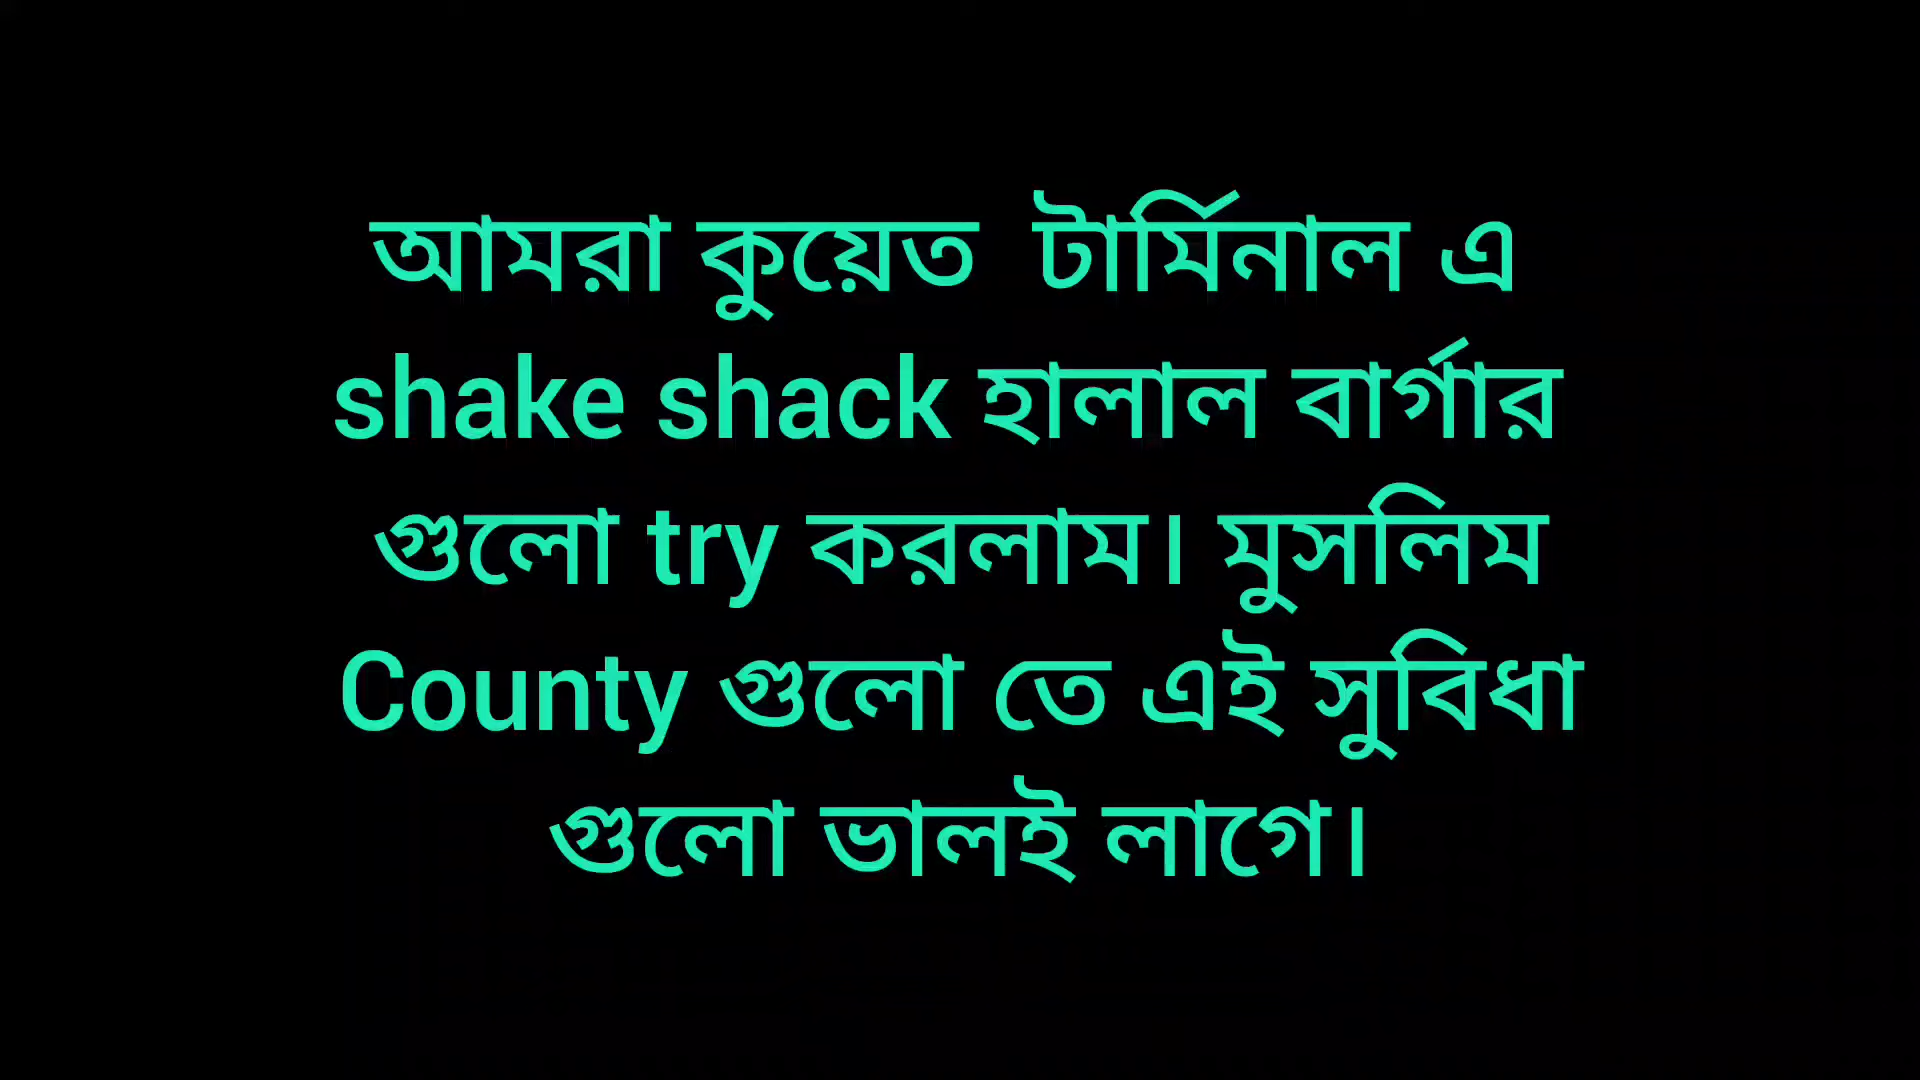 আমরা কুয়েত  টার্মিনাল এ
shake shack হালাল বার্গার
গুলো try করলাম। মুসলিম
County গুলো তে এই সুবিধা
গুলো ভালই লাগে।